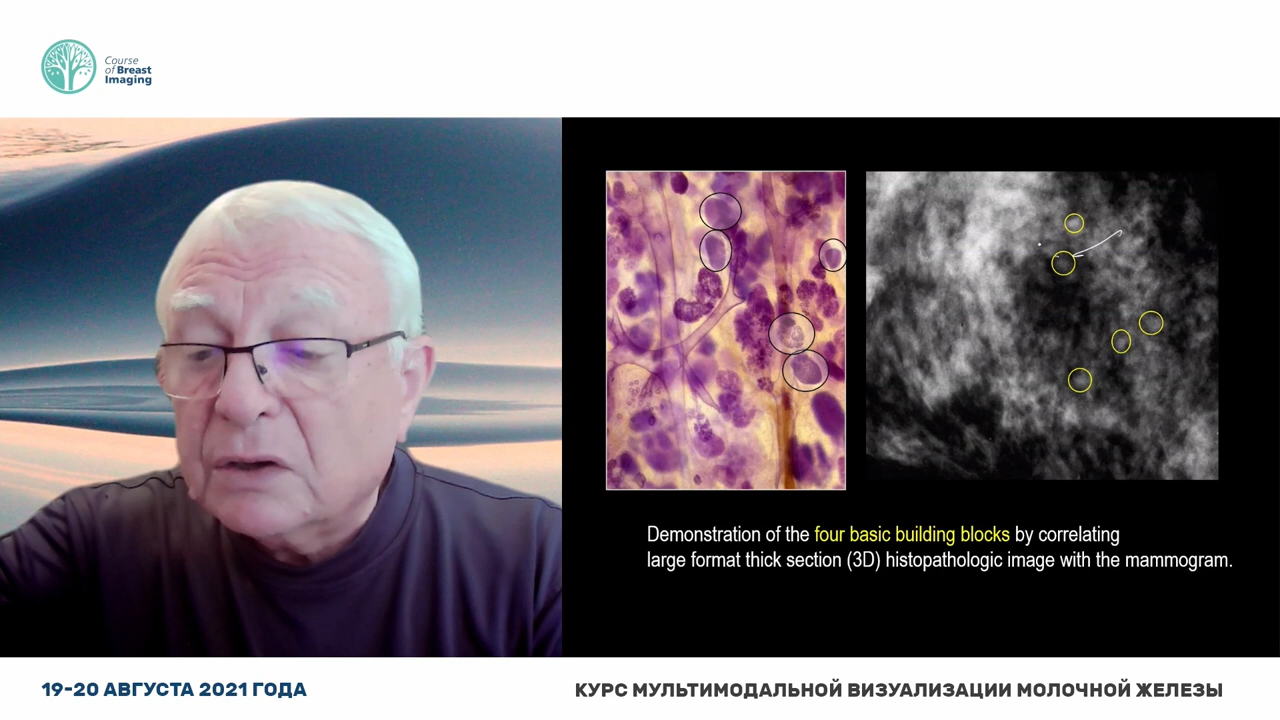 Course
of Breast
Imaging
Demonstration of the four basic building blocks by correlating
large format thick section (3D) histopathologic image with the mammogram.
19-20 АВГУСТА 2021 ГОДА
КУРС МУЛЬТИМОДАЛЬНОЙ ВИЗУАЛИЗАЦИИ МОЛОЧНОЙ ЖЕЛЕЗЫ